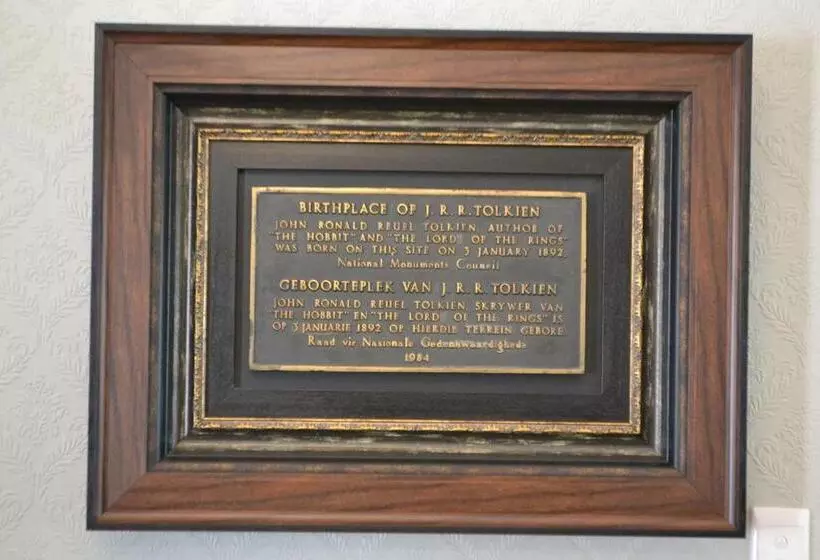 BIRTHPLACE OF J. R. R. TOLKIEN
JOHN RONALD REUEL TOLKIEN, AUTHOR OF
"THE HOBBIT" AND "THE LORD OF THE RINGS"
WAS BORN ON THIS SITE ON 3 JANUARY 1892.
National Monuments Council
GEBOORTEPLEK VAN J. R. R. TOLKIEN
JOHN RONALD REUEL TOLKIEN, SKRYWER VAN
"THE HOBBIT" EN "THE LORD OF THE RINGS" IS
OP 3 JANUARIE 1892 OP HIERDIE TERREIN GEBORE
Raad vir Nasionale Gedenkwaardighede
1984